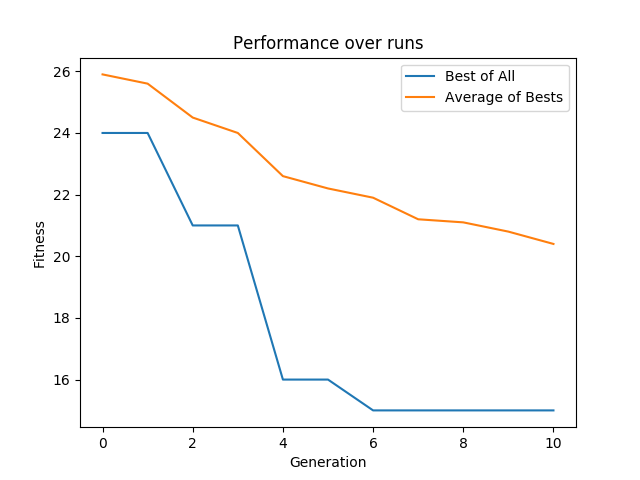 Performance over runs
Best of All
Average of Bests
26
24
22
20
18
16
Fitness
0 2 4 6 8 10
Generation